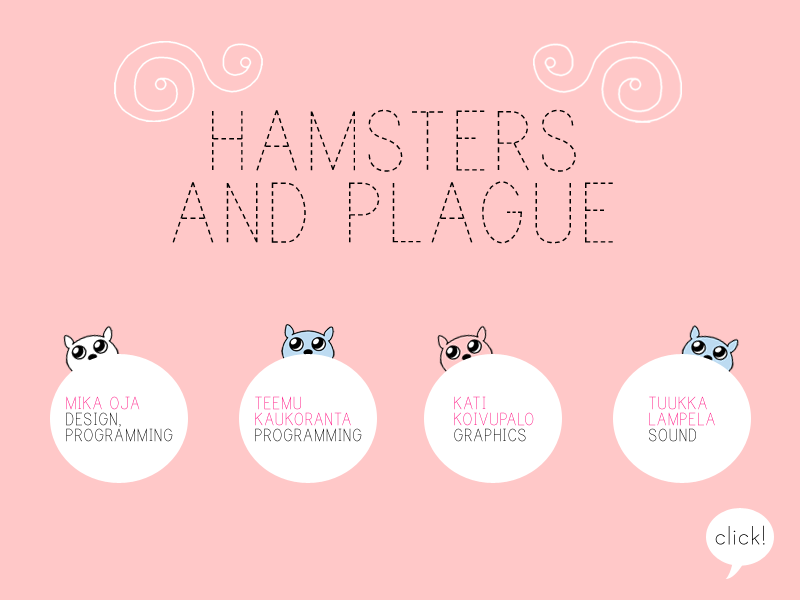 HAMSTERS
AND PLAGUE
MIKA OJA
DESIGN,
PROGRAMMING
TEEMU
KAUKORANTA
PROGRAMMING
KATI
KOIVUPALO
GRAPHICS
TUUKKA
LAMPELA
SOUND
click!